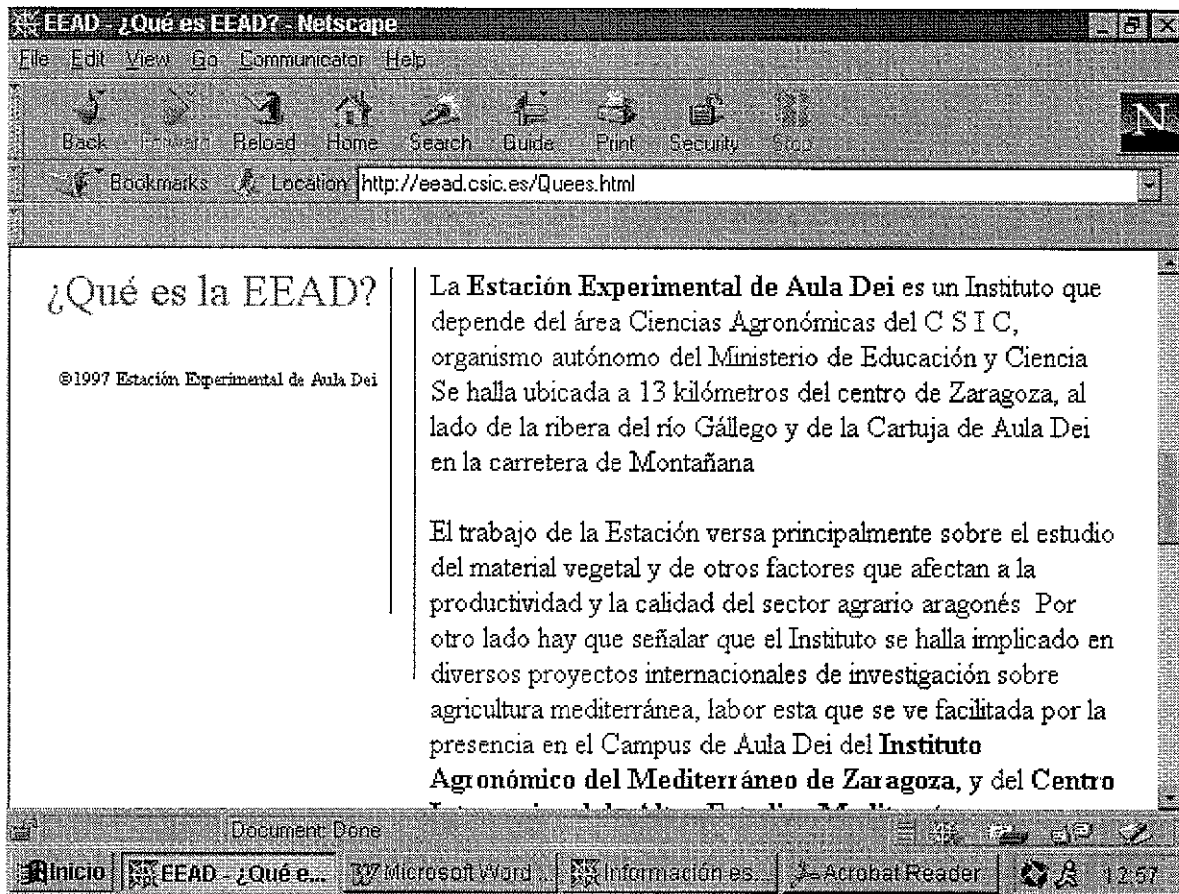 EEAD - ¿Qué es EEAD? - Netscape
File Edit View Go Communicator Help
Back Forward Reload Home Search Guide Print Security Stop
Bookmarks Location: http://eead.csic.es/Quees.html
¿Qué es la EEAD?
©1997 Estación Experimental de Aula Dei
La Estación Experimental de Aula Dei es un Instituto que
depende del área Ciencias Agronómicas del C S I C,
organismo autónomo del Ministerio de Educación y Ciencia
Se halla ubicada a 13 kilómetros del centro de Zaragoza, al
lado de la ribera del río Gállego y de la Cartuja de Aula Dei
en la carretera de Montañana
El trabajo de la Estación versa principalmente sobre el estudio
del material vegetal y de otros factores que afectan a la
productividad y la calidad del sector agrario aragonés Por
otro lado hay que señalar que el Instituto se halla implicado en
diversos proyectos internacionales de investigación sobre
agricultura mediterránea, labor esta que se ve facilitada por la
presencia en el Campus de Aula Dei del Instituto
Agronómico del Mediterráneo de Zaragoza, y del Centro
Document: Done
Inicio EEAD - ¿Qué e... Microsoft Word ... Información es... Acrobat Reader 12:57